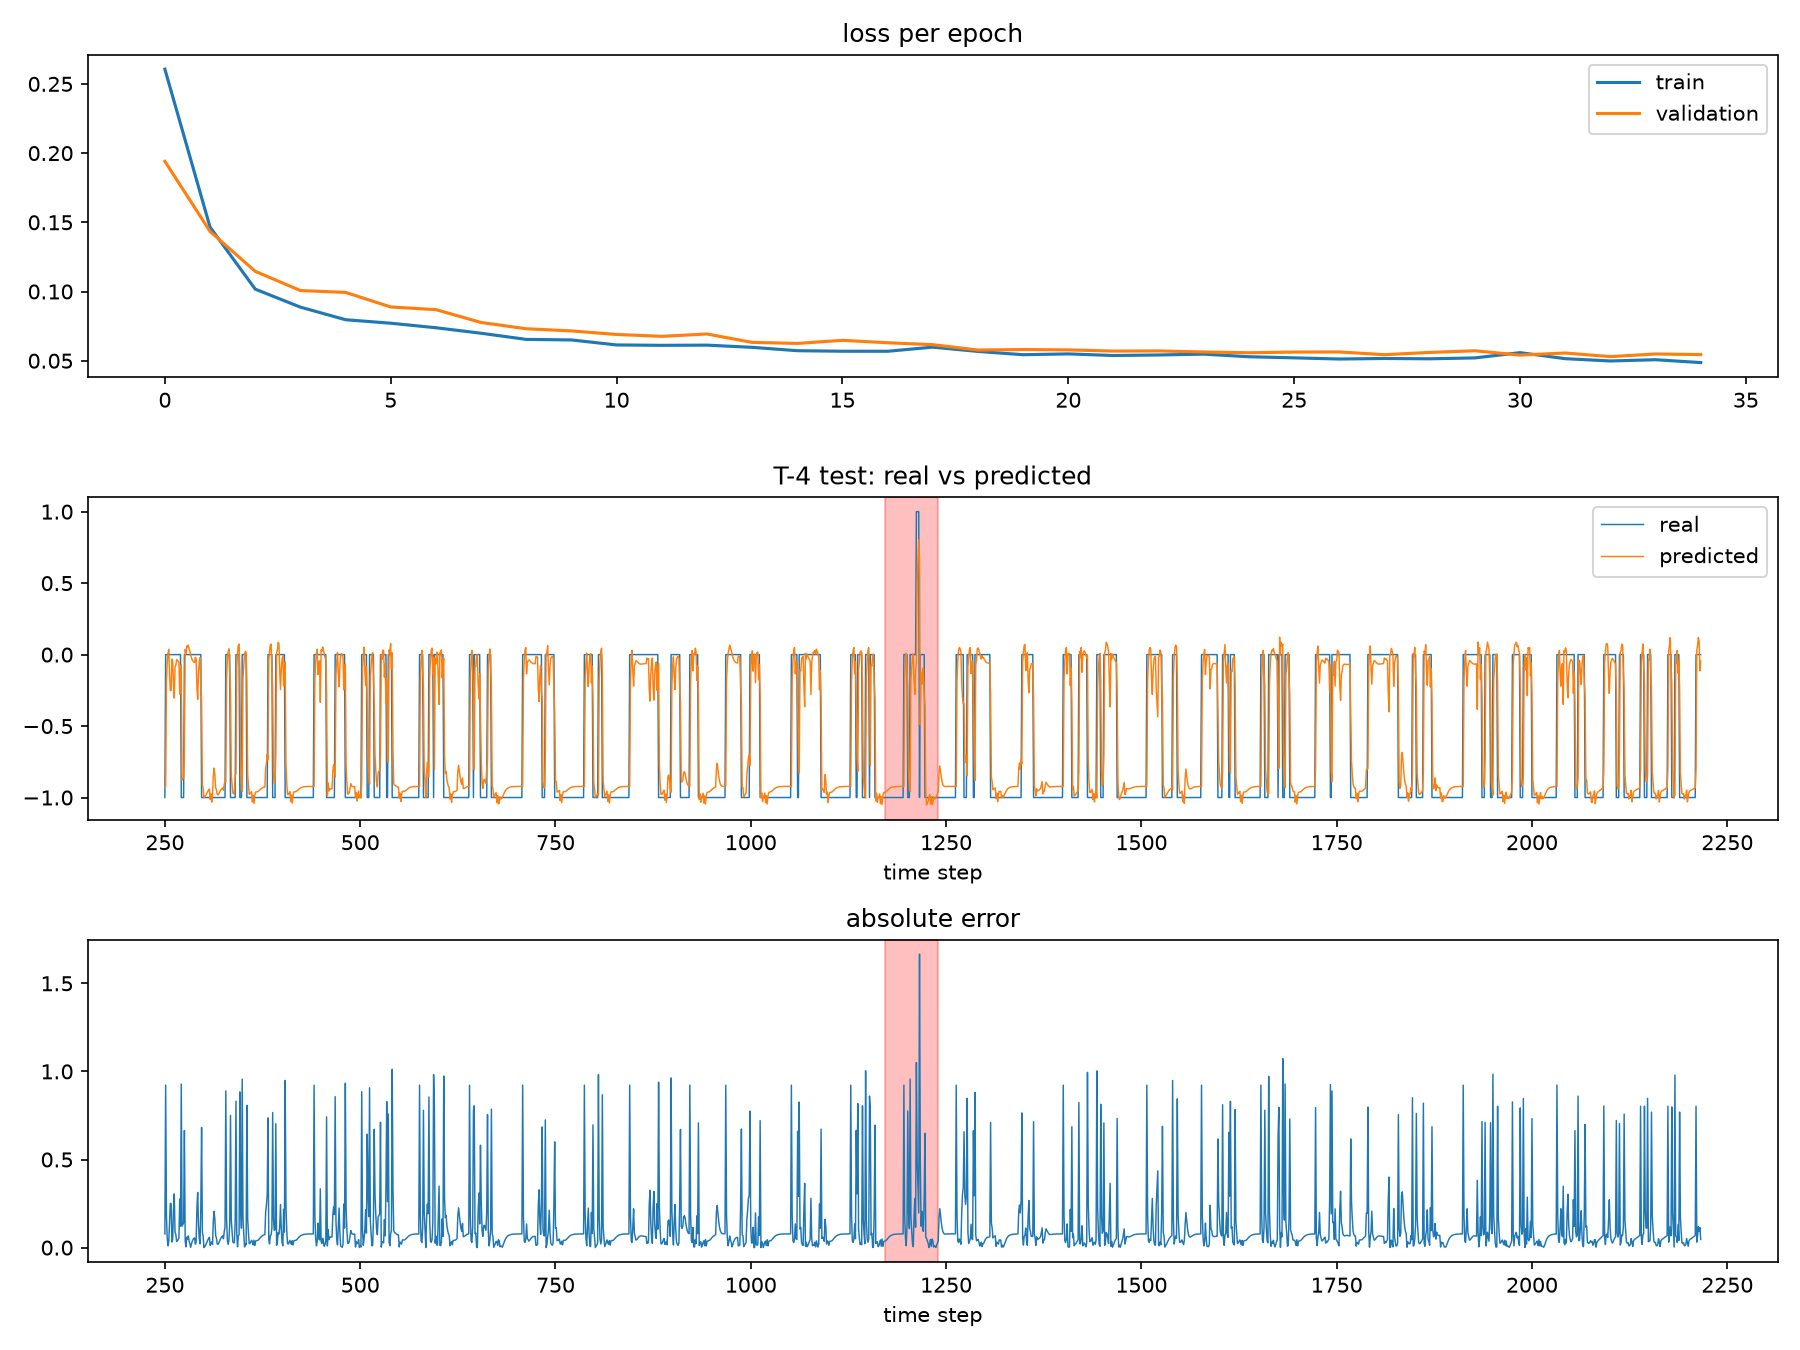 loss per epoch
train
validation
0.25
0.20
0.15
0.10
0.05
0 5 10 15 20 25 30 35
T-4 test: real vs predicted
real
predicted
1.0
0.5
0.0
−0.5
−1.0
250 500 750 1000 1250 1500 1750 2000 2250
time step
absolute error
1.5
1.0
0.5
0.0
250 500 750 1000 1250 1500 1750 2000 2250
time step